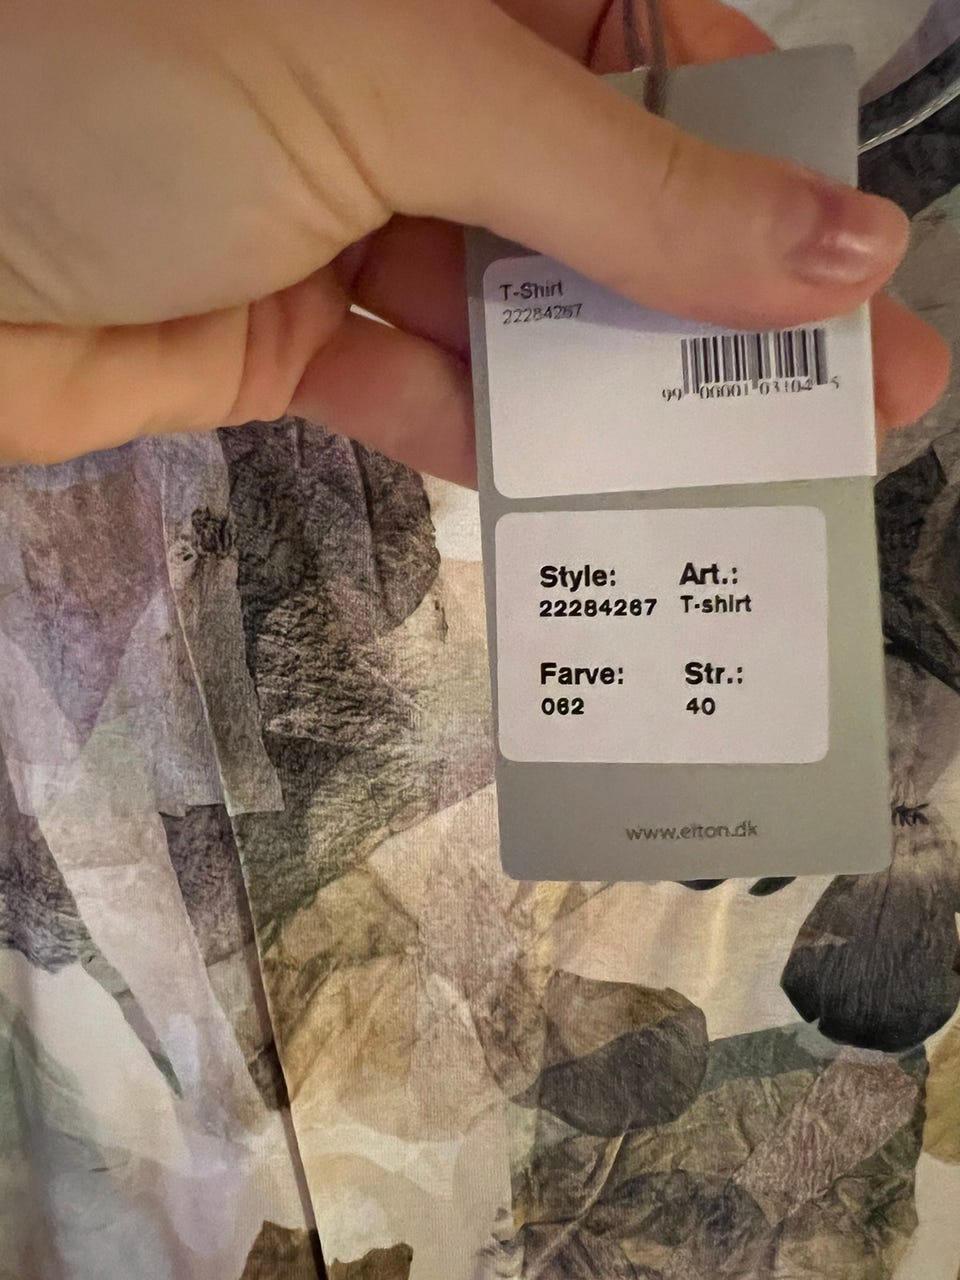 T-Shirt
22284267
99 00001 03104 5
Style: Art.:
22284267 T-shirt
Farve: Str.:
062 40
www.elton.dk